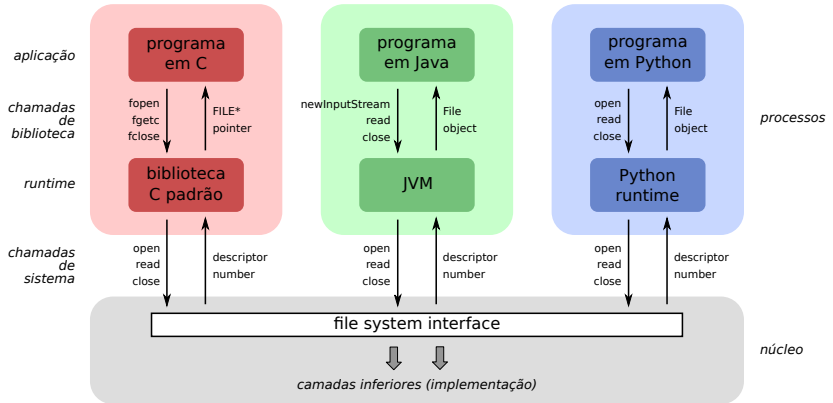 aplicação
programa
em C
programa
em Java
programa
em Python
chamadas
de
biblioteca
fopen
fgetc
fclose
FILE*
pointer
newInputStream
read
close
File
object
open
read
close
File
object
processos
runtime
biblioteca
C padrão
JVM
Python
runtime
chamadas
de
sistema
open
read
close
descriptor
number
open
read
close
descriptor
number
open
read
close
descriptor
number
file system interface
núcleo
camadas inferiores (implementação)